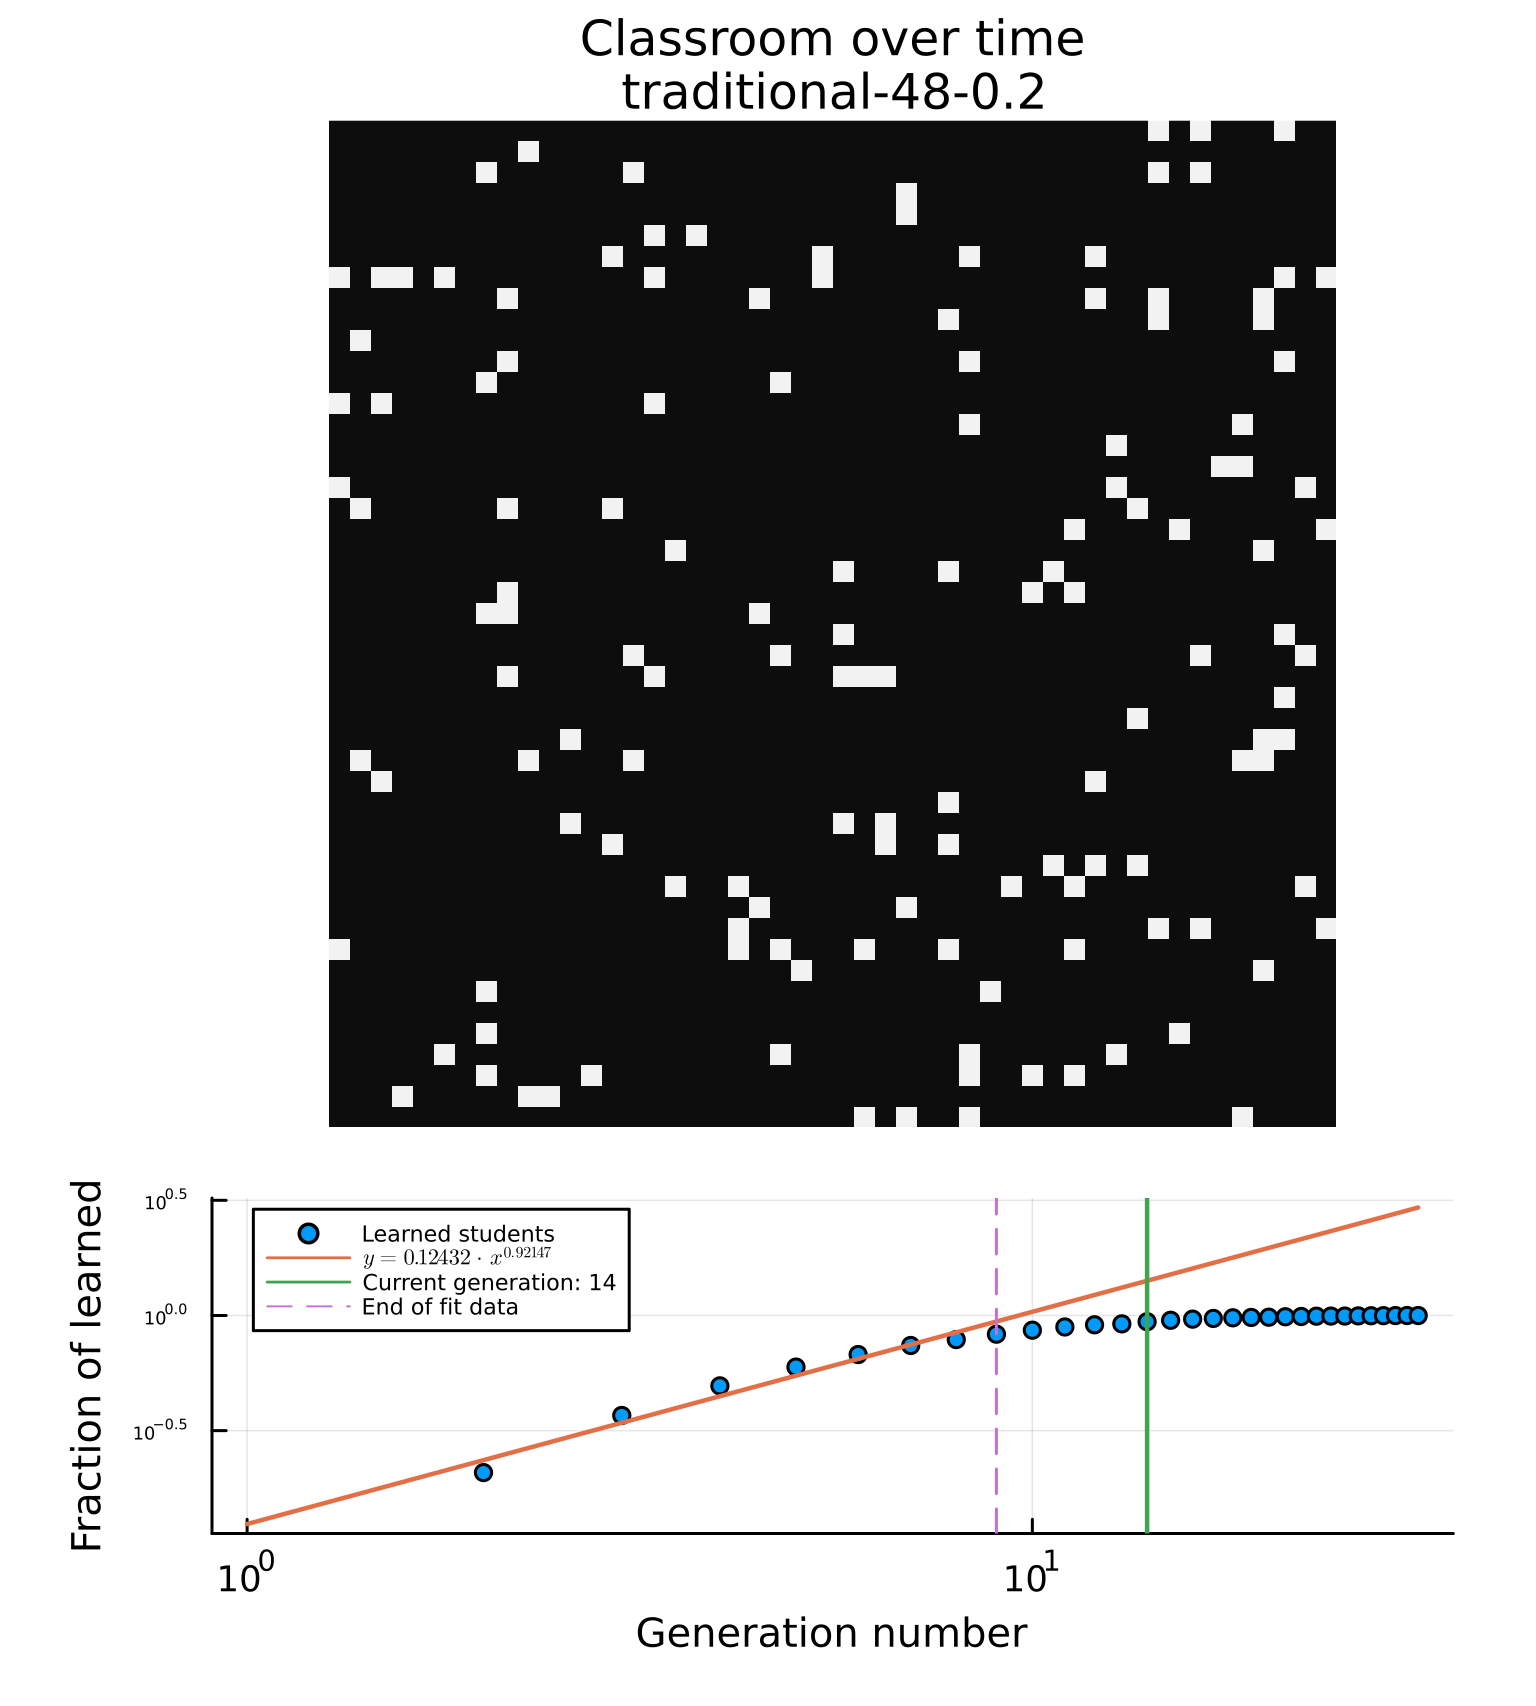 Classroom over time
traditional-48-0.2
Fraction of learned
10^0.5
10^0.0
10^−0.5
Learned students
y = 0.12432 · x^0.92147
Current generation: 14
End of fit data
10^0
10^1
Generation number